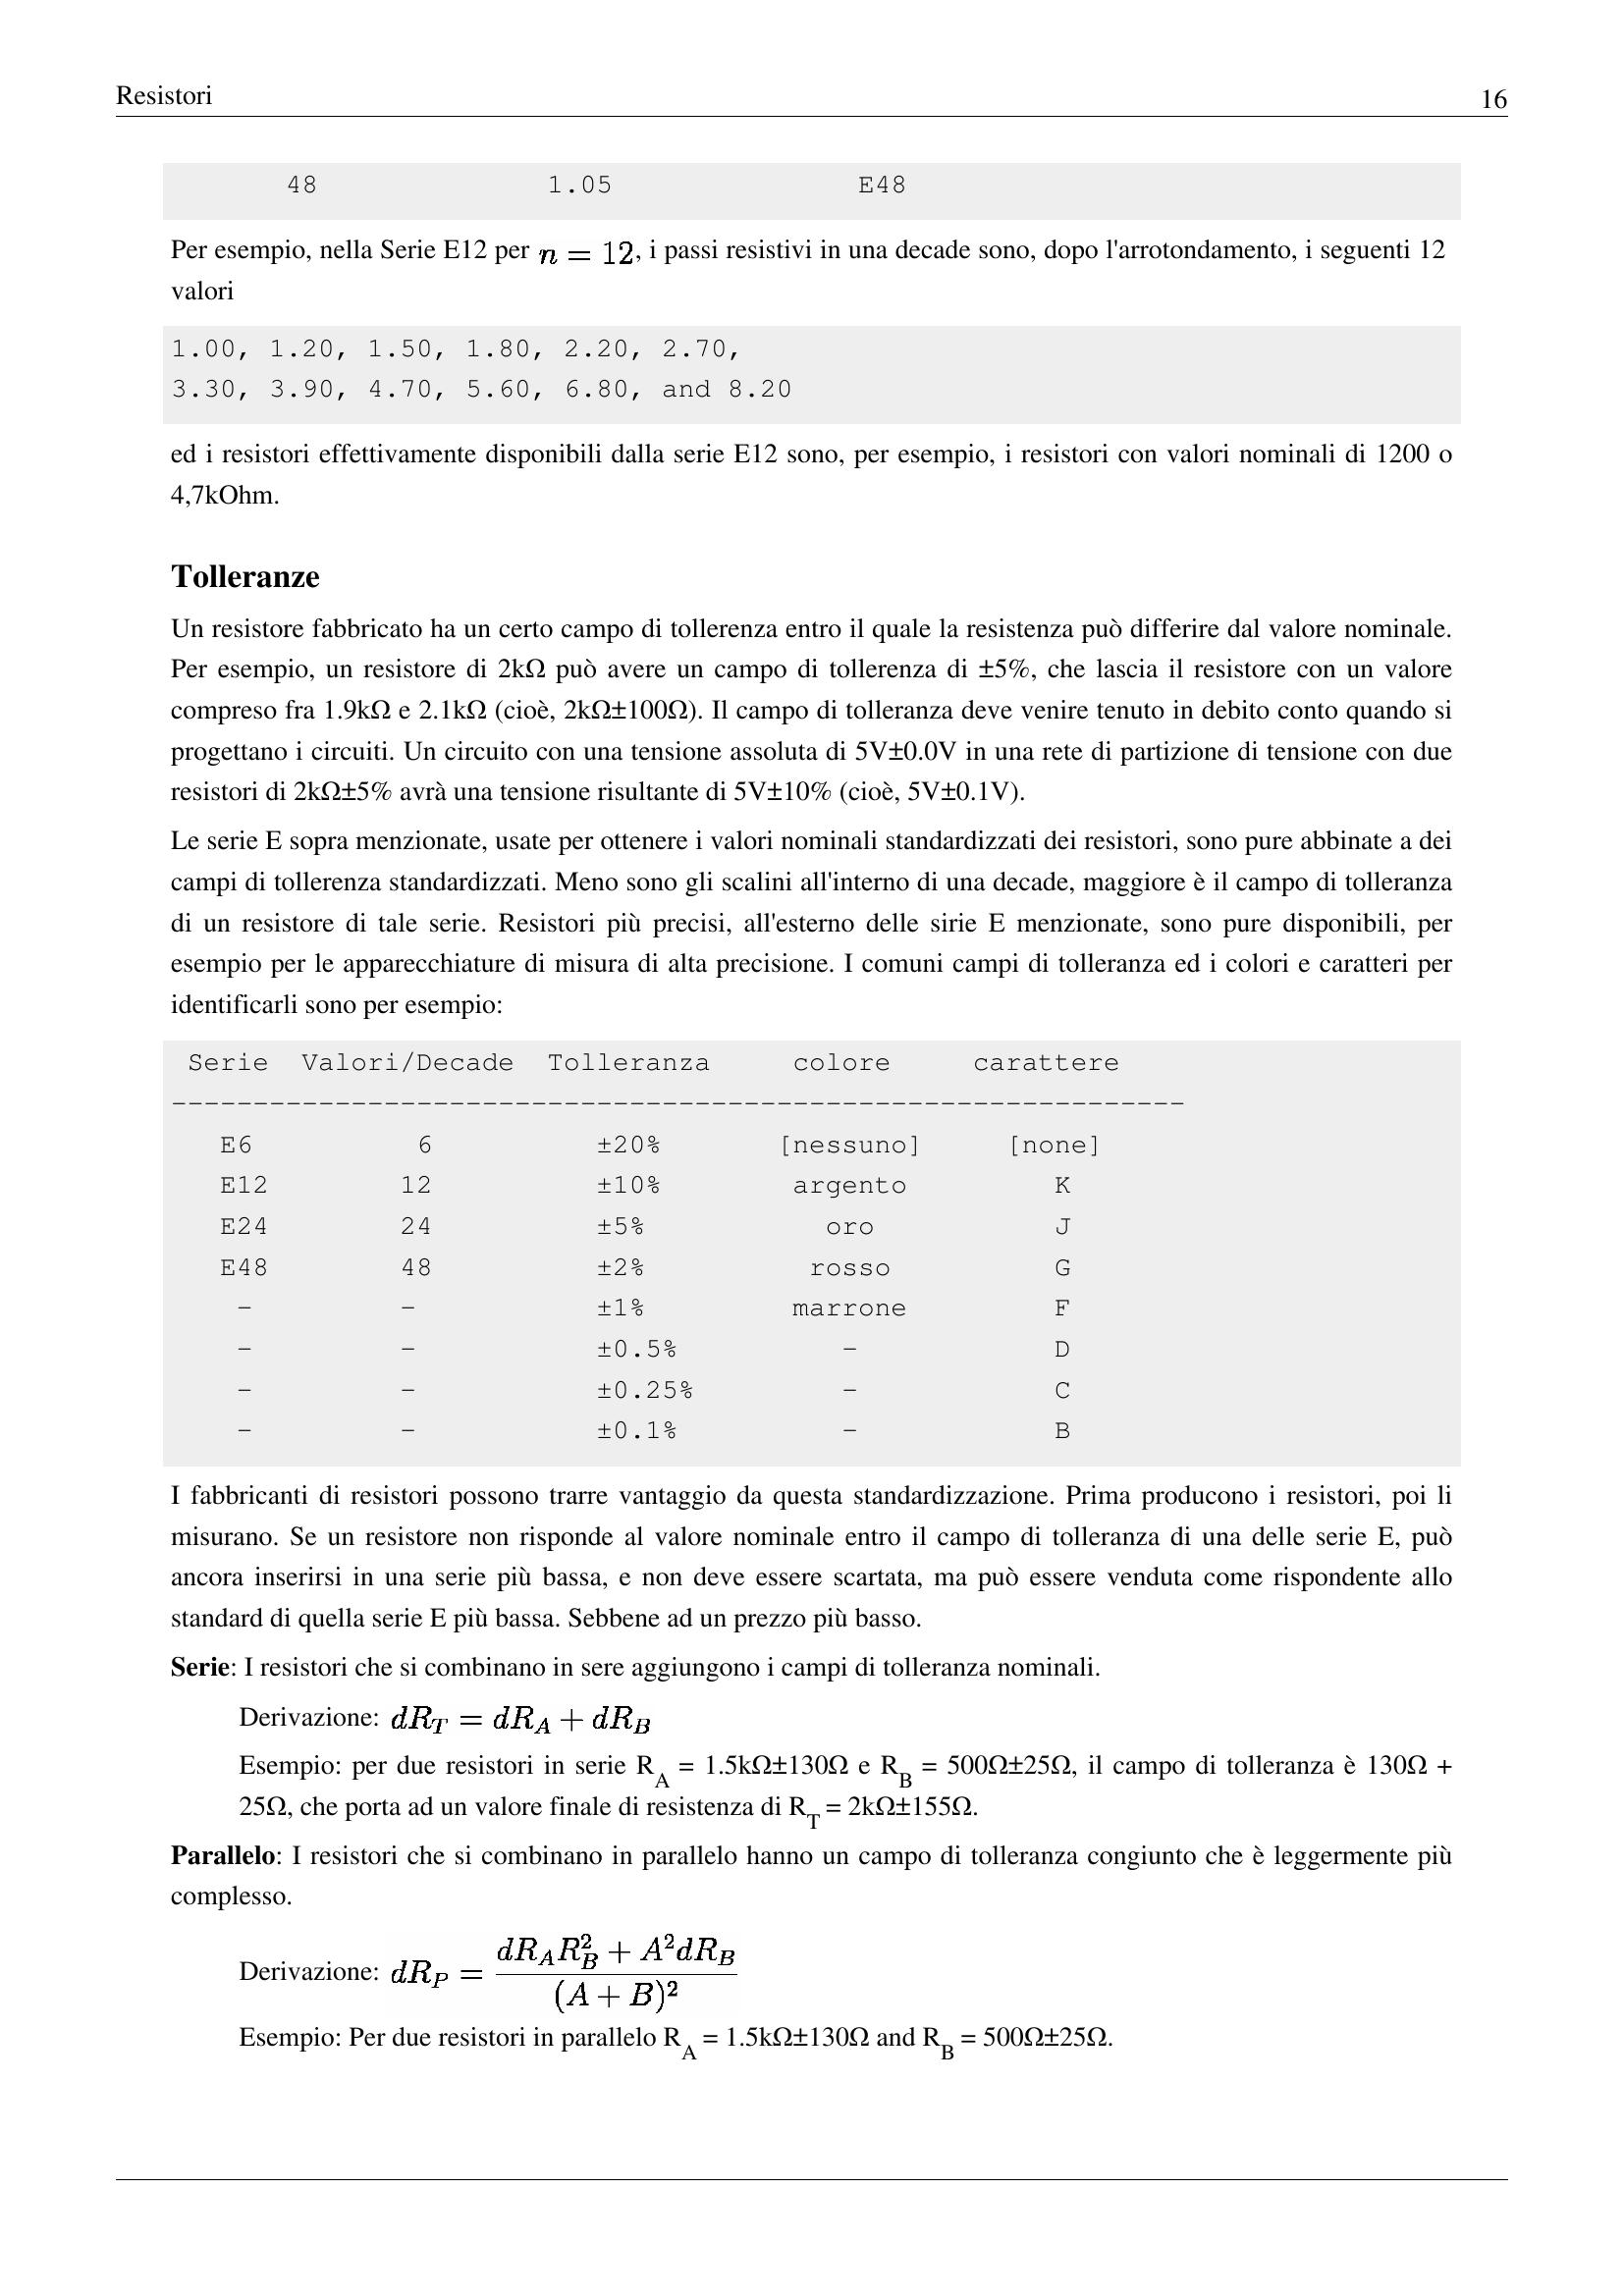 Resistori 16
48 1.05 E48
Per esempio, nella Serie E12 per n = 12, i passi resistivi in una decade sono, dopo l'arrotondamento, i seguenti 12
valori
1.00, 1.20, 1.50, 1.80, 2.20, 2.70,
3.30, 3.90, 4.70, 5.60, 6.80, and 8.20
ed i resistori effettivamente disponibili dalla serie E12 sono, per esempio, i resistori con valori nominali di 1200 o
4,7kOhm.
Tolleranze
Un resistore fabbricato ha un certo campo di tollerenza entro il quale la resistenza può differire dal valore nominale.
Per esempio, un resistore di 2kΩ può avere un campo di tollerenza di ±5%, che lascia il resistore con un valore
compreso fra 1.9kΩ e 2.1kΩ (cioè, 2kΩ±100Ω). Il campo di tolleranza deve venire tenuto in debito conto quando si
progettano i circuiti. Un circuito con una tensione assoluta di 5V±0.0V in una rete di partizione di tensione con due
resistori di 2kΩ±5% avrà una tensione risultante di 5V±10% (cioè, 5V±0.1V).
Le serie E sopra menzionate, usate per ottenere i valori nominali standardizzati dei resistori, sono pure abbinate a dei
campi di tollerenza standardizzati. Meno sono gli scalini all'interno di una decade, maggiore è il campo di tolleranza
di un resistore di tale serie. Resistori più precisi, all'esterno delle sirie E menzionate, sono pure disponibili, per
esempio per le apparecchiature di misura di alta precisione. I comuni campi di tolleranza ed i colori e caratteri per
identificarli sono per esempio:
Serie Valori/Decade Tolleranza colore carattere
--------------------------------------------------------------
E6 6 ±20% [nessuno] [none]
E12 12 ±10% argento K
E24 24 ±5% oro J
E48 48 ±2% rosso G
- - ±1% marrone F
- - ±0.5% - D
- - ±0.25% - C
- - ±0.1% - B
I fabbricanti di resistori possono trarre vantaggio da questa standardizzazione. Prima producono i resistori, poi li
misurano. Se un resistore non risponde al valore nominale entro il campo di tolleranza di una delle serie E, può
ancora inserirsi in una serie più bassa, e non deve essere scartata, ma può essere venduta come rispondente allo
standard di quella serie E più bassa. Sebbene ad un prezzo più basso.
Serie: I resistori che si combinano in sere aggiungono i campi di tolleranza nominali.
Derivazione: dR_T = dR_A + dR_B
Esempio: per due resistori in serie R_A = 1.5kΩ±130Ω e R_B = 500Ω±25Ω, il campo di tolleranza è 130Ω +
25Ω, che porta ad un valore finale di resistenza di R_T = 2kΩ±155Ω.
Parallelo: I resistori che si combinano in parallelo hanno un campo di tolleranza congiunto che è leggermente più
complesso.
Derivazione: dR_P = (dR_A R_B^2 + A^2 dR_B) / (A + B)^2
Esempio: Per due resistori in parallelo R_A = 1.5kΩ±130Ω and R_B = 500Ω±25Ω.